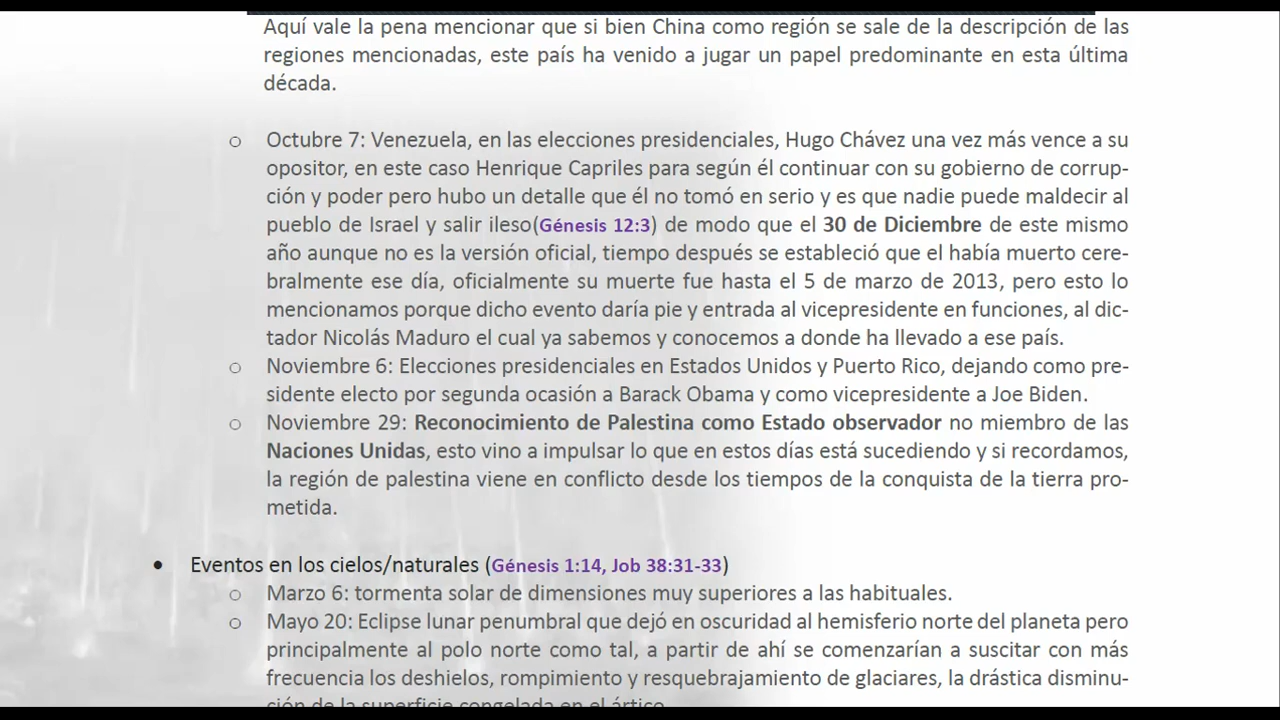 Aquí vale la pena mencionar que si bien China como región se sale de la descripción de las
regiones mencionadas, este país ha venido a jugar un papel predominante en esta última
década.
o Octubre 7: Venezuela, en las elecciones presidenciales, Hugo Chávez una vez más vence a su
opositor, en este caso Henrique Capriles para según él continuar con su gobierno de corrup-
ción y poder pero hubo un detalle que él no tomó en serio y es que nadie puede maldecir al
pueblo de Israel y salir ileso(Génesis 12:3) de modo que el 30 de Diciembre de este mismo
año aunque no es la versión oficial, tiempo después se estableció que el había muerto cere-
bralmente ese día, oficialmente su muerte fue hasta el 5 de marzo de 2013, pero esto lo
mencionamos porque dicho evento daría pie y entrada al vicepresidente en funciones, al dic-
tador Nicolás Maduro el cual ya sabemos y conocemos a donde ha llevado a ese país.
o Noviembre 6: Elecciones presidenciales en Estados Unidos y Puerto Rico, dejando como pre-
sidente electo por segunda ocasión a Barack Obama y como vicepresidente a Joe Biden.
o Noviembre 29: Reconocimiento de Palestina como Estado observador no miembro de las
Naciones Unidas, esto vino a impulsar lo que en estos días está sucediendo y si recordamos,
la región de palestina viene en conflicto desde los tiempos de la conquista de la tierra pro-
metida.
• Eventos en los cielos/naturales (Génesis 1:14, Job 38:31-33)
o Marzo 6: tormenta solar de dimensiones muy superiores a las habituales.
o Mayo 20: Eclipse lunar penumbral que dejó en oscuridad al hemisferio norte del planeta pero
principalmente al polo norte como tal, a partir de ahí se comenzarían a suscitar con más
frecuencia los deshielos, rompimiento y resquebrajamiento de glaciares, la drástica disminu-
ción de la superficie congelada en el ártico.